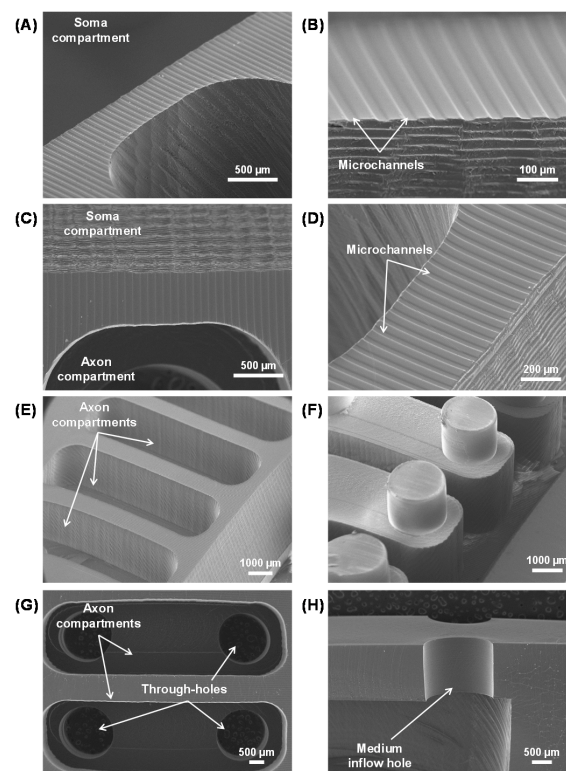 (A)
Soma
compartment
500 µm
(B)
Microchannels
100 µm
(C)
Soma
compartment
Axon
compartment
500 µm
(D)
Microchannels
200 µm
(E)
Axon
compartments
1000 µm
(F)
1000 µm
(G)
Axon
compartments
Through-holes
500 µm
(H)
Medium
inflow hole
500 µm